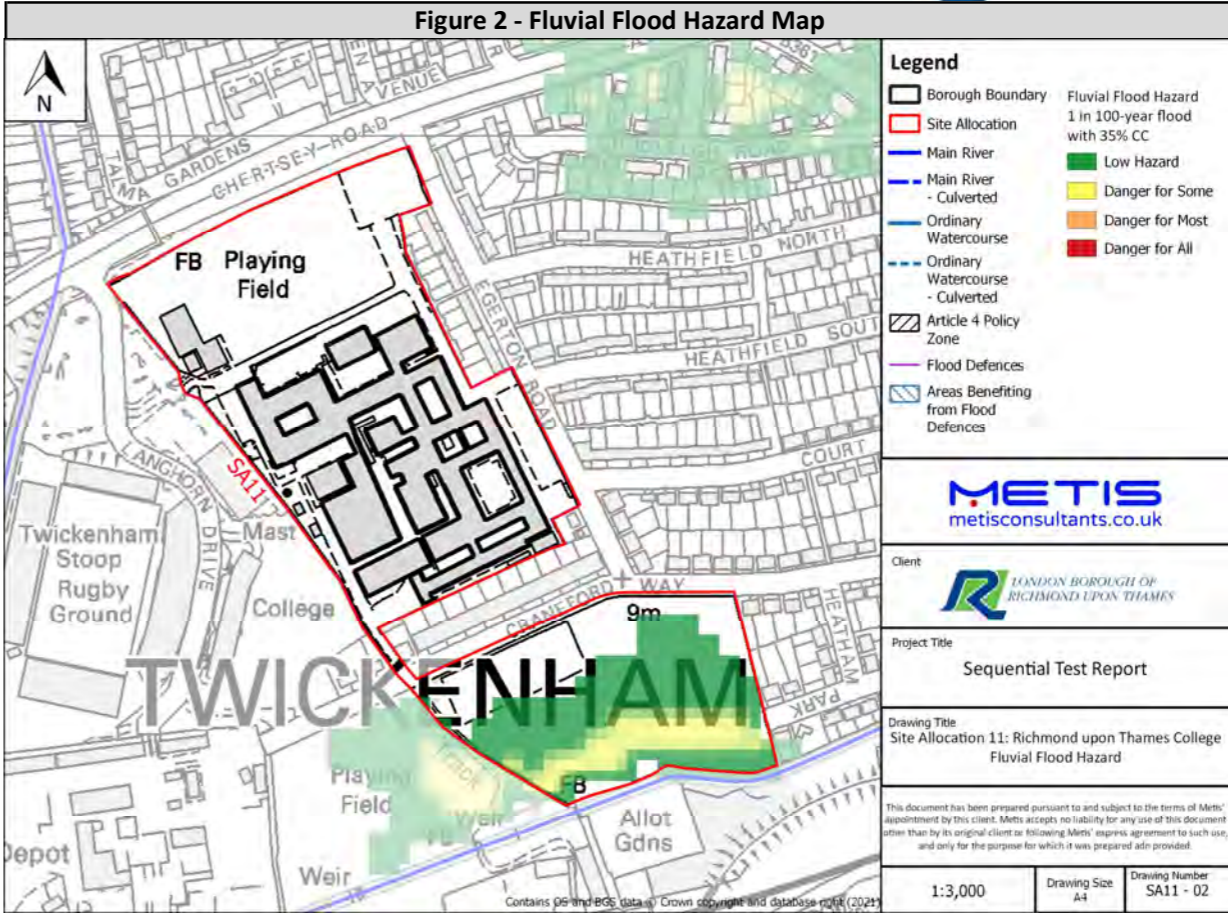 Figure 2 - Fluvial Flood Hazard Map
N
EN AVENUE
B361
TALMA GARDENS
CHERTSEY ROAD
ROAD
FB
Playing
Field
HEATHFIELD NORTH
EGERTON ROAD
HEATHFIELD SOUT
LANGHORN DRIVE
SA11
COURT
Mast
Twickenham
Stoop
Rugby
Ground
College
CRANEFORD WAY
9m
HEATHAM
PARK
TWICKENHAM
Track
FB
Playing
Field
Weir
FB
Allot
Gdns
Depot
Weir
Contains OS and BGS data © Crown copyright and database right (2021)
Legend
Borough Boundary
Site Allocation
Main River
Main River
- Culverted
Ordinary
Watercourse
Ordinary
Watercourse
- Culverted
Article 4 Policy
Zone
Flood Defences
Areas Benefiting
from Flood
Defences
Fluvial Flood Hazard
1 in 100-year flood
with 35% CC
Low Hazard
Danger for Some
Danger for Most
Danger for All
METIS
metisconsultants.co.uk
Client
LONDON BOROUGH OF
RICHMOND UPON THAMES
Project Title
Sequential Test Report
Drawing Title
Site Allocation 11: Richmond upon Thames College
Fluvial Flood Hazard
This document has been prepared pursuant to and subject to the terms of Metis'
appointment by this client. Metis accepts no liability for any use of this document
other than by its original client or following Metis' express agreement to such use,
and only for the purpose for which it was prepared adn provided.
1:3,000
Drawing Size
A4
Drawing Number
SA11 - 02